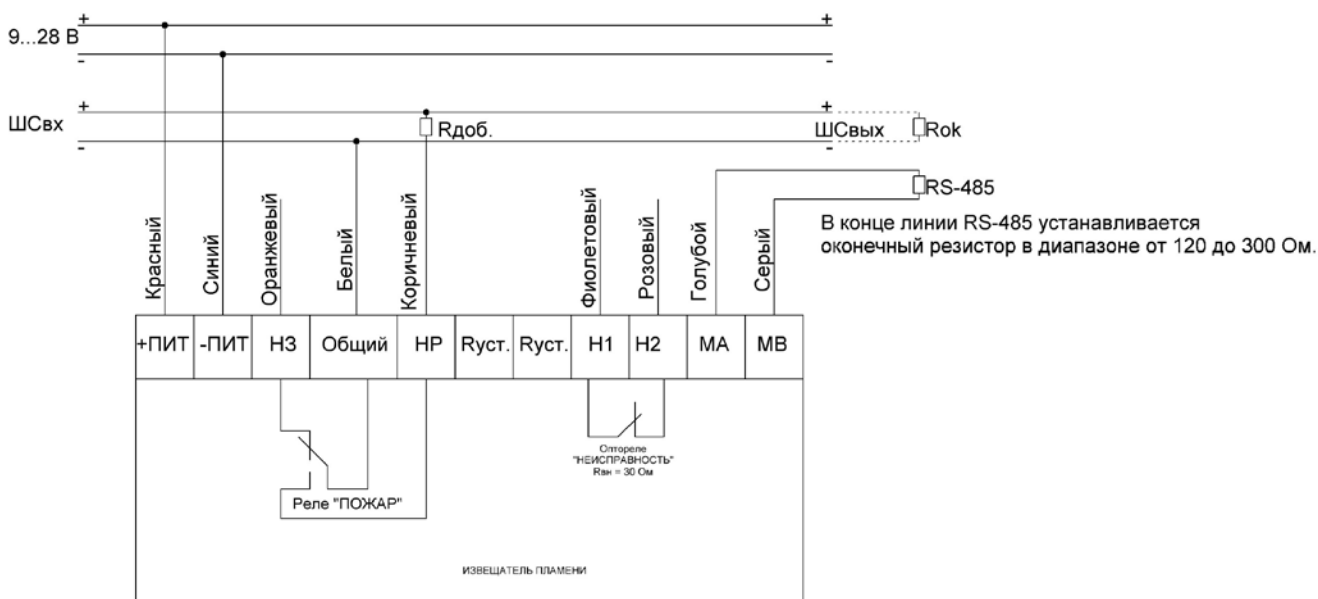 + +
9...28 В
- -
+ +
ШСвх Rдоб. ШСвых Rok
- -
RS-485
В конце линии RS-485 устанавливается
оконечный резистор в диапазоне от 120 до 300 Ом.
Красный Синий Оранжевый Белый Коричневый Фиолетовый Розовый Голубой Серый
+ПИТ -ПИТ НЗ Общий НР Rуст. Rуст. Н1 Н2 МА МВ
Оптореле
"НЕИСПРАВНОСТЬ"
Rвн = 30 Ом
Реле "ПОЖАР"
ИЗВЕЩАТЕЛЬ ПЛАМЕНИ